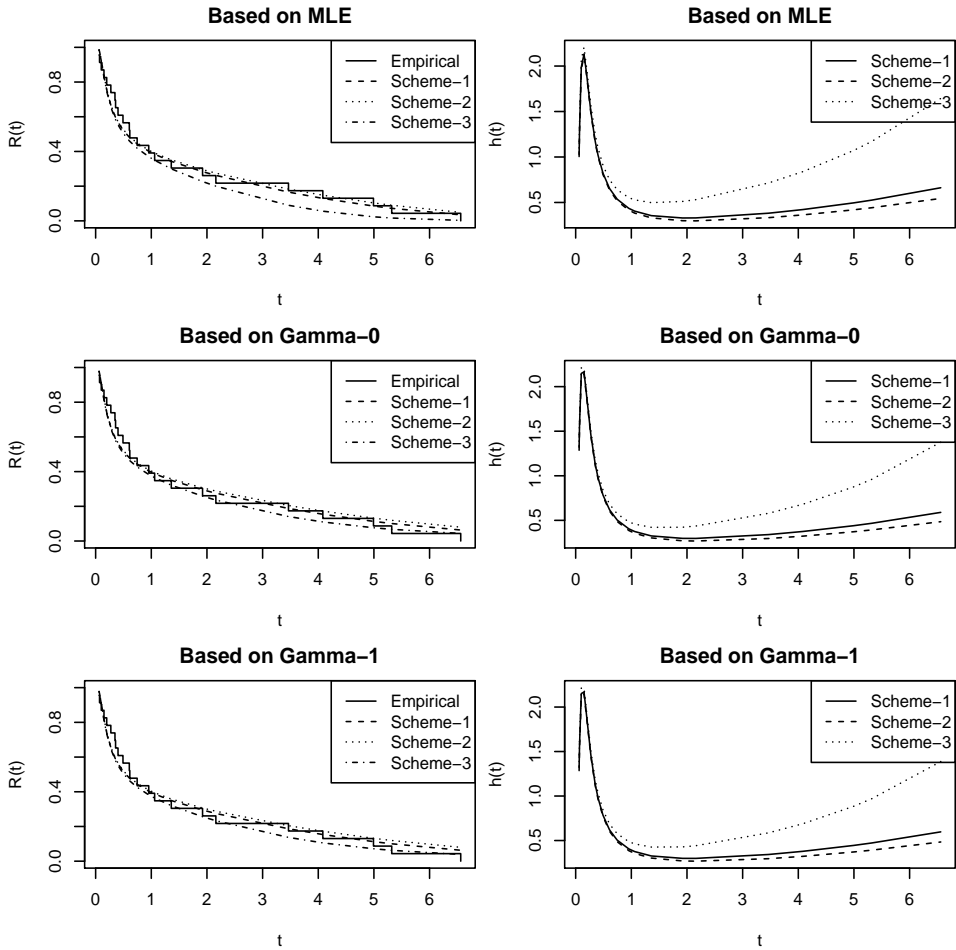 Based on MLE
R(t)
0.0 0.4 0.8
Empirical
Scheme−1
Scheme−2
Scheme−3
0 1 2 3 4 5 6
t
Based on MLE
h(t)
0.5 1.0 1.5 2.0
Scheme−1
Scheme−2
Scheme−3
0 1 2 3 4 5 6
t
Based on Gamma−0
R(t)
0.0 0.4 0.8
Empirical
Scheme−1
Scheme−2
Scheme−3
0 1 2 3 4 5 6
t
Based on Gamma−0
h(t)
0.5 1.0 1.5 2.0
Scheme−1
Scheme−2
Scheme−3
0 1 2 3 4 5 6
t
Based on Gamma−1
R(t)
0.0 0.4 0.8
Empirical
Scheme−1
Scheme−2
Scheme−3
0 1 2 3 4 5 6
t
Based on Gamma−1
h(t)
0.5 1.0 1.5 2.0
Scheme−1
Scheme−2
Scheme−3
0 1 2 3 4 5 6
t